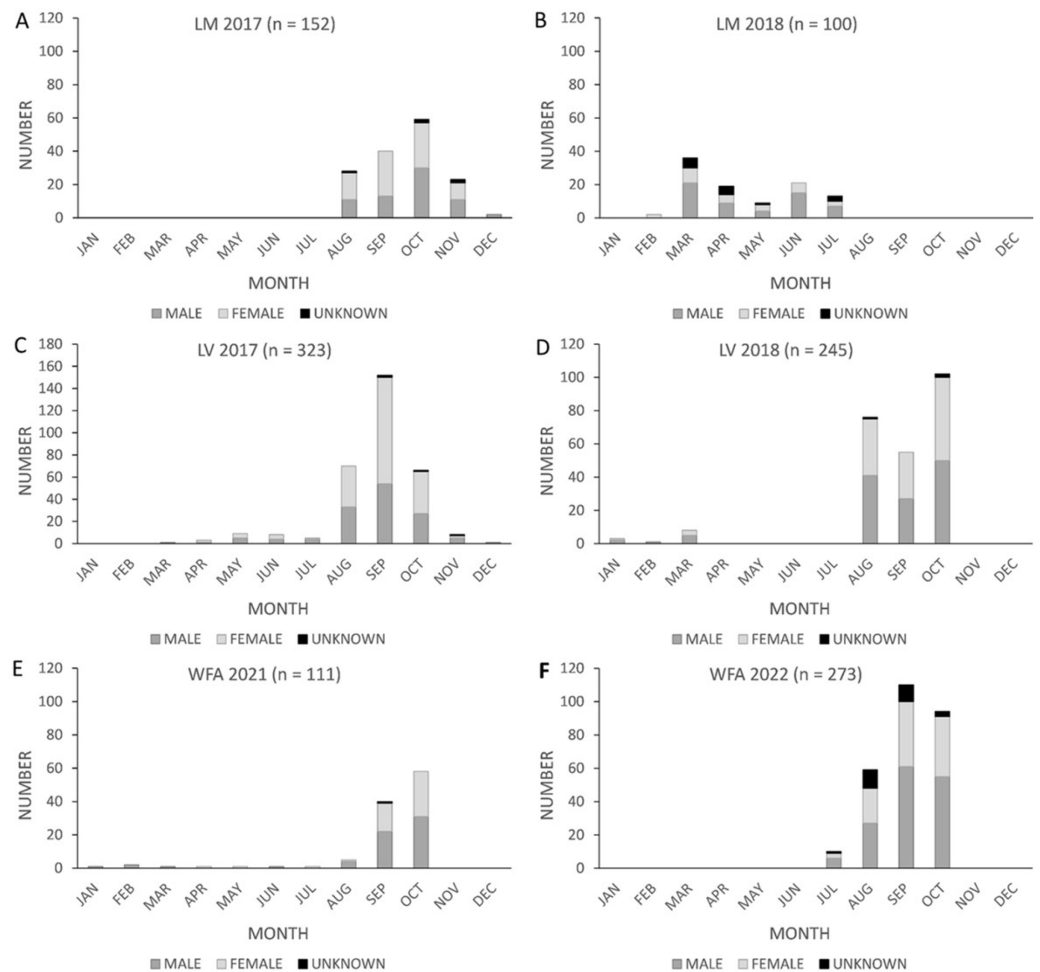 A
LM 2017 (n = 152)
NUMBER
120
100
80
60
40
20
0
JAN FEB MAR APR MAY JUN JUL AUG SEP OCT NOV DEC
MONTH
MALE FEMALE UNKNOWN
B
LM 2018 (n = 100)
NUMBER
120
100
80
60
40
20
0
JAN FEB MAR APR MAY JUN JUL AUG SEP OCT NOV DEC
MONTH
MALE FEMALE UNKNOWN
C
LV 2017 (n = 323)
NUMBER
180
160
140
120
100
80
60
40
20
0
JAN FEB MAR APR MAY JUN JUL AUG SEP OCT NOV DEC
MONTH
MALE FEMALE UNKNOWN
D
LV 2018 (n = 245)
NUMBER
120
100
80
60
40
20
0
JAN FEB MAR APR MAY JUN JUL AUG SEP OCT NOV DEC
MONTH
MALE FEMALE UNKNOWN
E
WFA 2021 (n = 111)
NUMBER
120
100
80
60
40
20
0
JAN FEB MAR APR MAY JUN JUL AUG SEP OCT NOV DEC
MONTH
MALE FEMALE UNKNOWN
F
WFA 2022 (n = 273)
NUMBER
120
100
80
60
40
20
0
JAN FEB MAR APR MAY JUN JUL AUG SEP OCT NOV DEC
MONTH
MALE FEMALE UNKNOWN